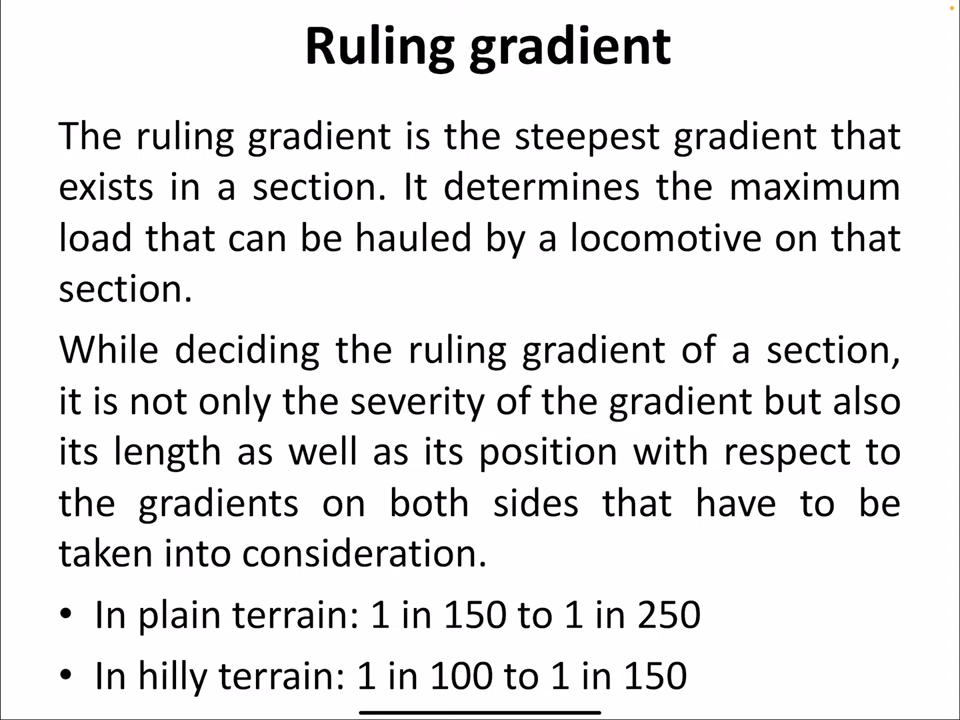 Ruling gradient
The ruling gradient is the steepest gradient that
exists in a section. It determines the maximum
load that can be hauled by a locomotive on that
section.
While deciding the ruling gradient of a section,
it is not only the severity of the gradient but also
its length as well as its position with respect to
the gradients on both sides that have to be
taken into consideration.
• In plain terrain: 1 in 150 to 1 in 250
• In hilly terrain: 1 in 100 to 1 in 150